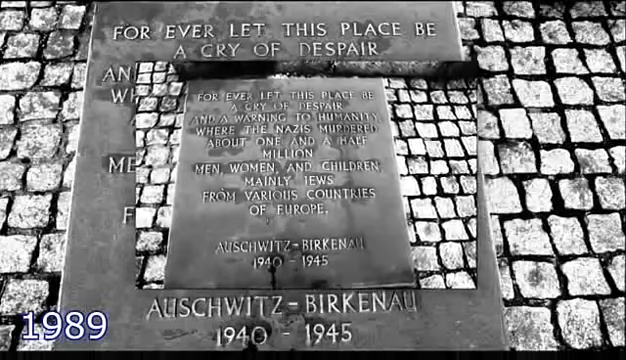 FOR EVER LET THIS PLACE BE
A CRY OF DESPAIR
AN
W
ME
F
FOR EVER LET THIS PLACE BE
A CRY OF DESPAIR
AND A WARNING TO HUMANITY,
WHERE THE NAZIS MURDERED
ABOUT ONE AND A HALF
MILLION
MEN, WOMEN, AND CHILDREN,
MAINLY JEWS
FROM VARIOUS COUNTRIES
OF EUROPE.
AUSCHWITZ-BIRKENAU
1940 - 1945
AUSCHWITZ-BIRKENAU
1940 - 1945
1989